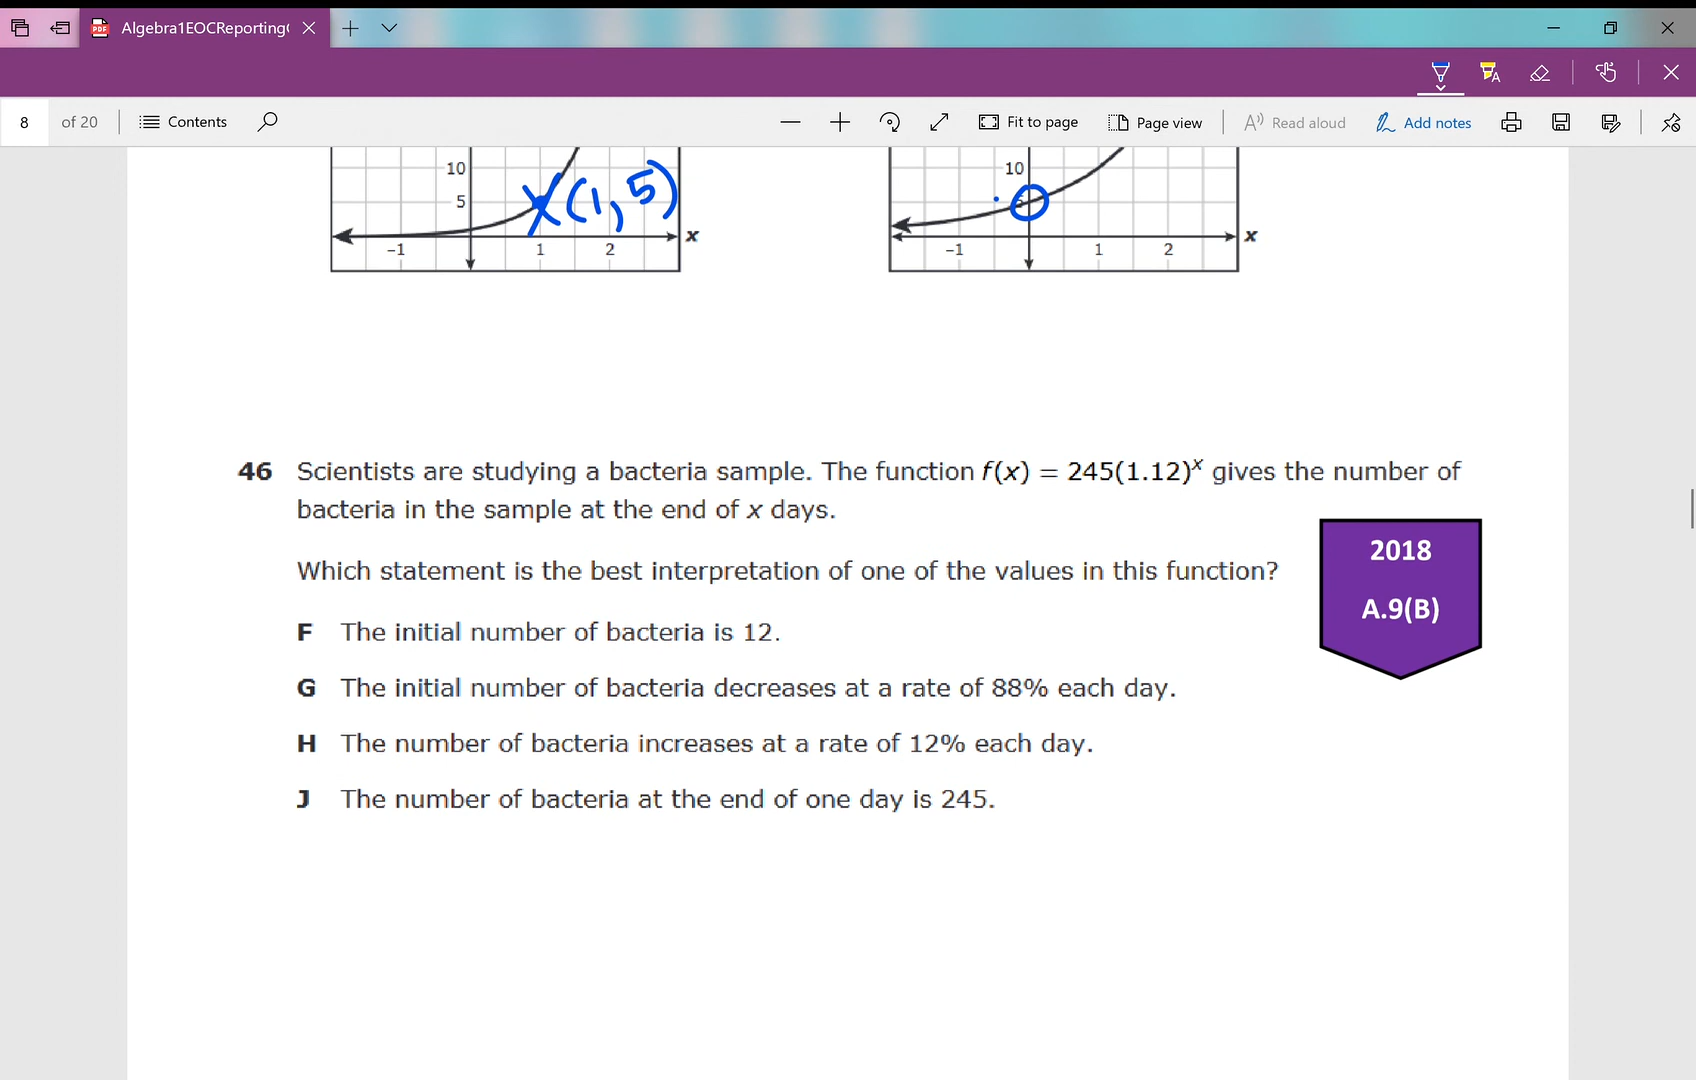 Algebra1EOCReporting(
8 of 20 Contents Fit to page Page view Read aloud Add notes
10
5
(1,5)
-1 1 2 x
10
-1 1 2 x
46 Scientists are studying a bacteria sample. The function f(x) = 245(1.12)ˣ gives the number of
bacteria in the sample at the end of x days.
Which statement is the best interpretation of one of the values in this function?
2018
A.9(B)
F The initial number of bacteria is 12.
G The initial number of bacteria decreases at a rate of 88% each day.
H The number of bacteria increases at a rate of 12% each day.
J The number of bacteria at the end of one day is 245.